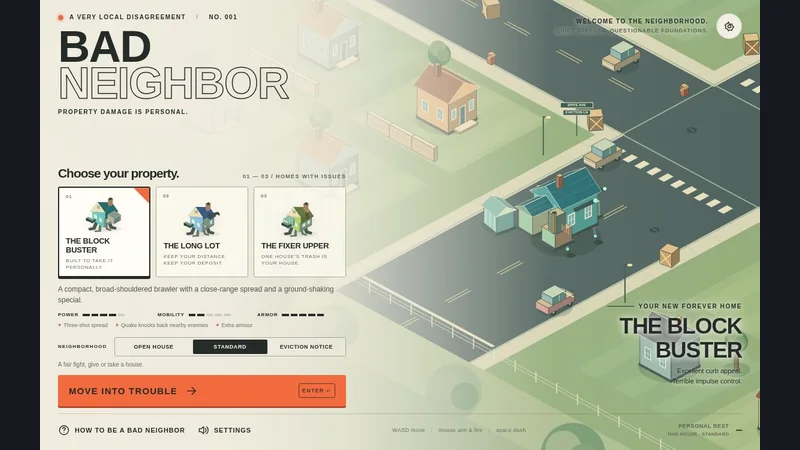 A VERY LOCAL DISAGREEMENT / NO. 001
BAD
NEIGHBOR
PROPERTY DAMAGE IS PERSONAL.
WELCOME TO THE NEIGHBORHOOD.
QUESTIONABLE FOUNDATIONS.
Choose your property.
01 — 03 / HOMES WITH ISSUES
01
THE BLOCK
BUSTER
BUILT TO TAKE IT
PERSONALLY.
02
THE LONG LOT
KEEP YOUR DISTANCE.
KEEP YOUR DEPOSIT.
03
THE FIXER UPPER
ONE HOUSE'S TRASH IS
YOUR HOUSE.
A compact, broad-shouldered brawler with a close-range spread and a ground-shaking
special.
POWER
MOBILITY
ARMOR
+ Three-shot spread
+ Quake knocks back nearby enemies
+ Extra armour
NEIGHBORHOOD
OPEN HOUSE
STANDARD
EVICTION NOTICE
A fair fight, give or take a house.
MOVE INTO TROUBLE →
ENTER ↵
YOUR NEW FOREVER HOME
THE BLOCK
BUSTER
Excellent curb appeal.
Terrible impulse control.
HOW TO BE A BAD NEIGHBOR
SETTINGS
WASD move
mouse aim & fire
space dash
PERSONAL BEST
THIS HOUSE · STANDARD
—